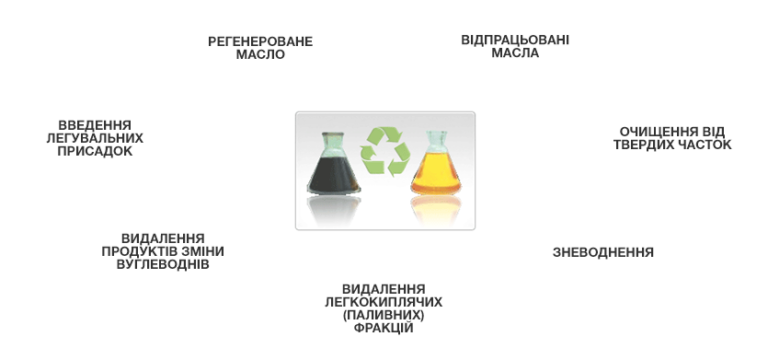 РЕГЕНЕРОВАНЕ
МАСЛО
ВІДПРАЦЬОВАНІ
МАСЛА
ВВЕДЕННЯ
ЛЕГУВАЛЬНИХ
ПРИСАДОК
ОЧИЩЕННЯ ВІД
ТВЕРДИХ ЧАСТОК
ВИДАЛЕННЯ
ПРОДУКТІВ ЗМІНИ
ВУГЛЕВОДНІВ
ЗНЕВОДНЕННЯ
ВИДАЛЕННЯ
ЛЕГКОКИПЛЯЧИХ
(ПАЛИВНИХ)
ФРАКЦІЙ